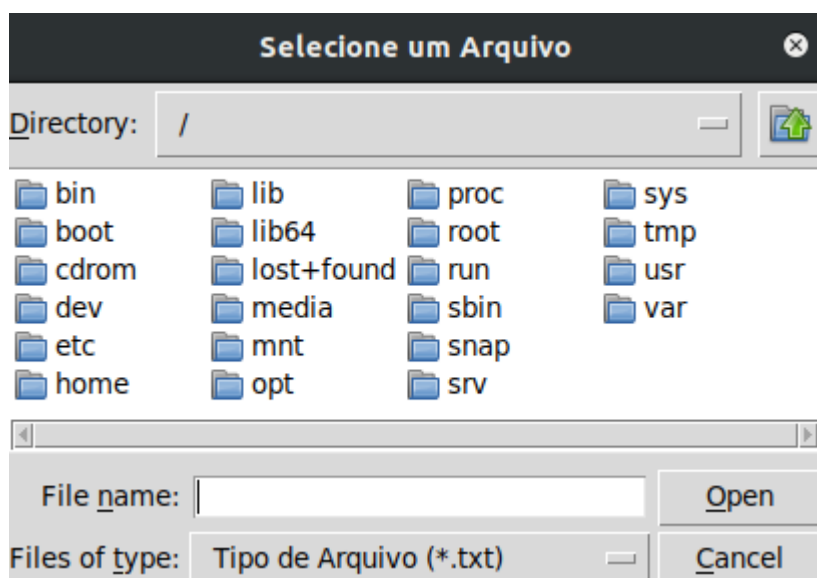 Selecione um Arquivo
Directory: /
bin lib proc sys
boot lib64 root tmp
cdrom lost+found run usr
dev media sbin var
etc mnt snap
home opt srv
File name: Open
Files of type: Tipo de Arquivo (*.txt) Cancel